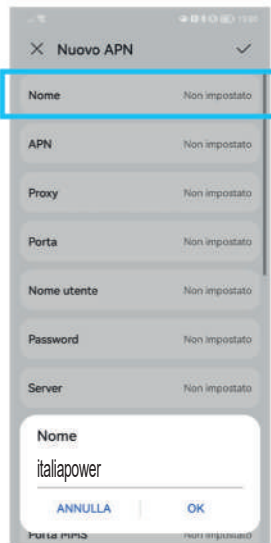 Nuovo APN
Nome Non impostato
APN Non impostato
Proxy Non impostato
Porta Non impostato
Nome utente Non impostato
Password Non impostato
Server Non impostato
Nome
italiapower
ANNULLA OK
Porta MMS Non impostato